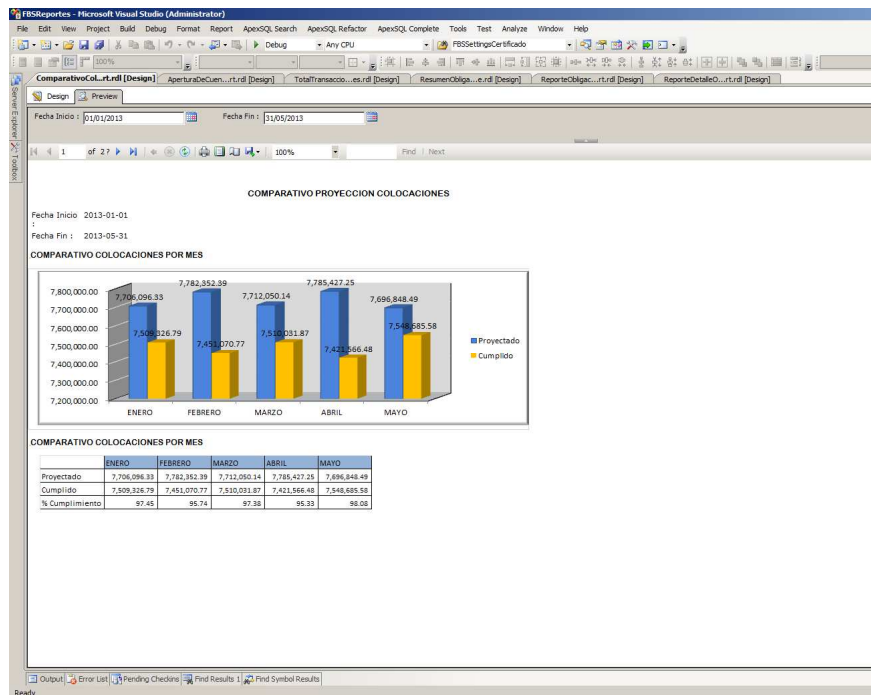 FBSReportes - Microsoft Visual Studio (Administrator)
File Edit View Project Build Debug Format Report ApexSQL Search ApexSQL Refactor ApexSQL Complete Tools Test Analyze Window Help
Debug Any CPU FBSSettingsCertificado
100%
ComparativoCol...rt.rdl [Design] AperturaDeCuen...rt.rdl [Design] TotalTransaccio...es.rdl [Design] ResumenObliga...e.rdl [Design] ReporteObligac...rt.rdl [Design] ReporteDetalleO...rt.rdl [Design]
Server Explorer
Toolbox
Design Preview
Fecha Inicio : 01/01/2013 Fecha Fin : 31/05/2013
1 of 2? 100% Find | Next
COMPARATIVO PROYECCION COLOCACIONES
Fecha Inicio 2013-01-01
:
Fecha Fin : 2013-05-31
COMPARATIVO COLOCACIONES POR MES
7,800,000.00
7,700,000.00
7,600,000.00
7,500,000.00
7,400,000.00
7,300,000.00
7,200,000.00
7,706,096.33 7,782,352.39 7,712,050.14 7,785,427.25 7,696,848.49
7,509,326.79 7,451,070.77 7,510,031.87 7,421,566.48 7,548,685.58
ENERO FEBRERO MARZO ABRIL MAYO
Proyectado
Cumplido
COMPARATIVO COLOCACIONES POR MES
ENERO FEBRERO MARZO ABRIL MAYO
Proyectado 7,706,096.33 7,782,352.39 7,712,050.14 7,785,427.25 7,696,848.49
Cumplido 7,509,326.79 7,451,070.77 7,510,031.87 7,421,566.48 7,548,685.58
% Cumplimiento 97.45 95.74 97.38 95.33 98.08
Output Error List Pending Checkins Find Results 1 Find Symbol Results
Ready